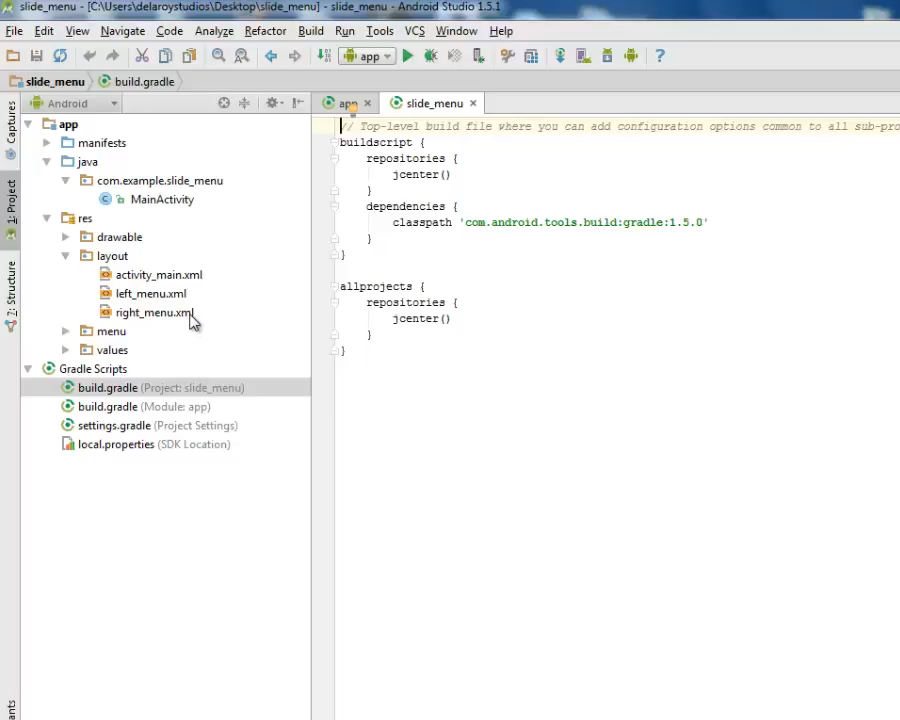 slide_menu - [C:\Users\delaroystudios\Desktop\slide_menu] - slide_menu - Android Studio 1.5.1
File Edit View Navigate Code Analyze Refactor Build Run Tools VCS Window Help
app
slide_menu build.gradle
Android
app
slide_menu
Captures
1: Project
2: Structure
app
manifests
java
com.example.slide_menu
MainActivity
res
drawable
layout
activity_main.xml
left_menu.xml
right_menu.xml
menu
values
Gradle Scripts
build.gradle (Project: slide_menu)
build.gradle (Module: app)
settings.gradle (Project Settings)
local.properties (SDK Location)
// Top-level build file where you can add configuration options common to all sub-pro
buildscript {
repositories {
jcenter()
}
dependencies {
classpath 'com.android.tools.build:gradle:1.5.0'
}
}
allprojects {
repositories {
jcenter()
}
}